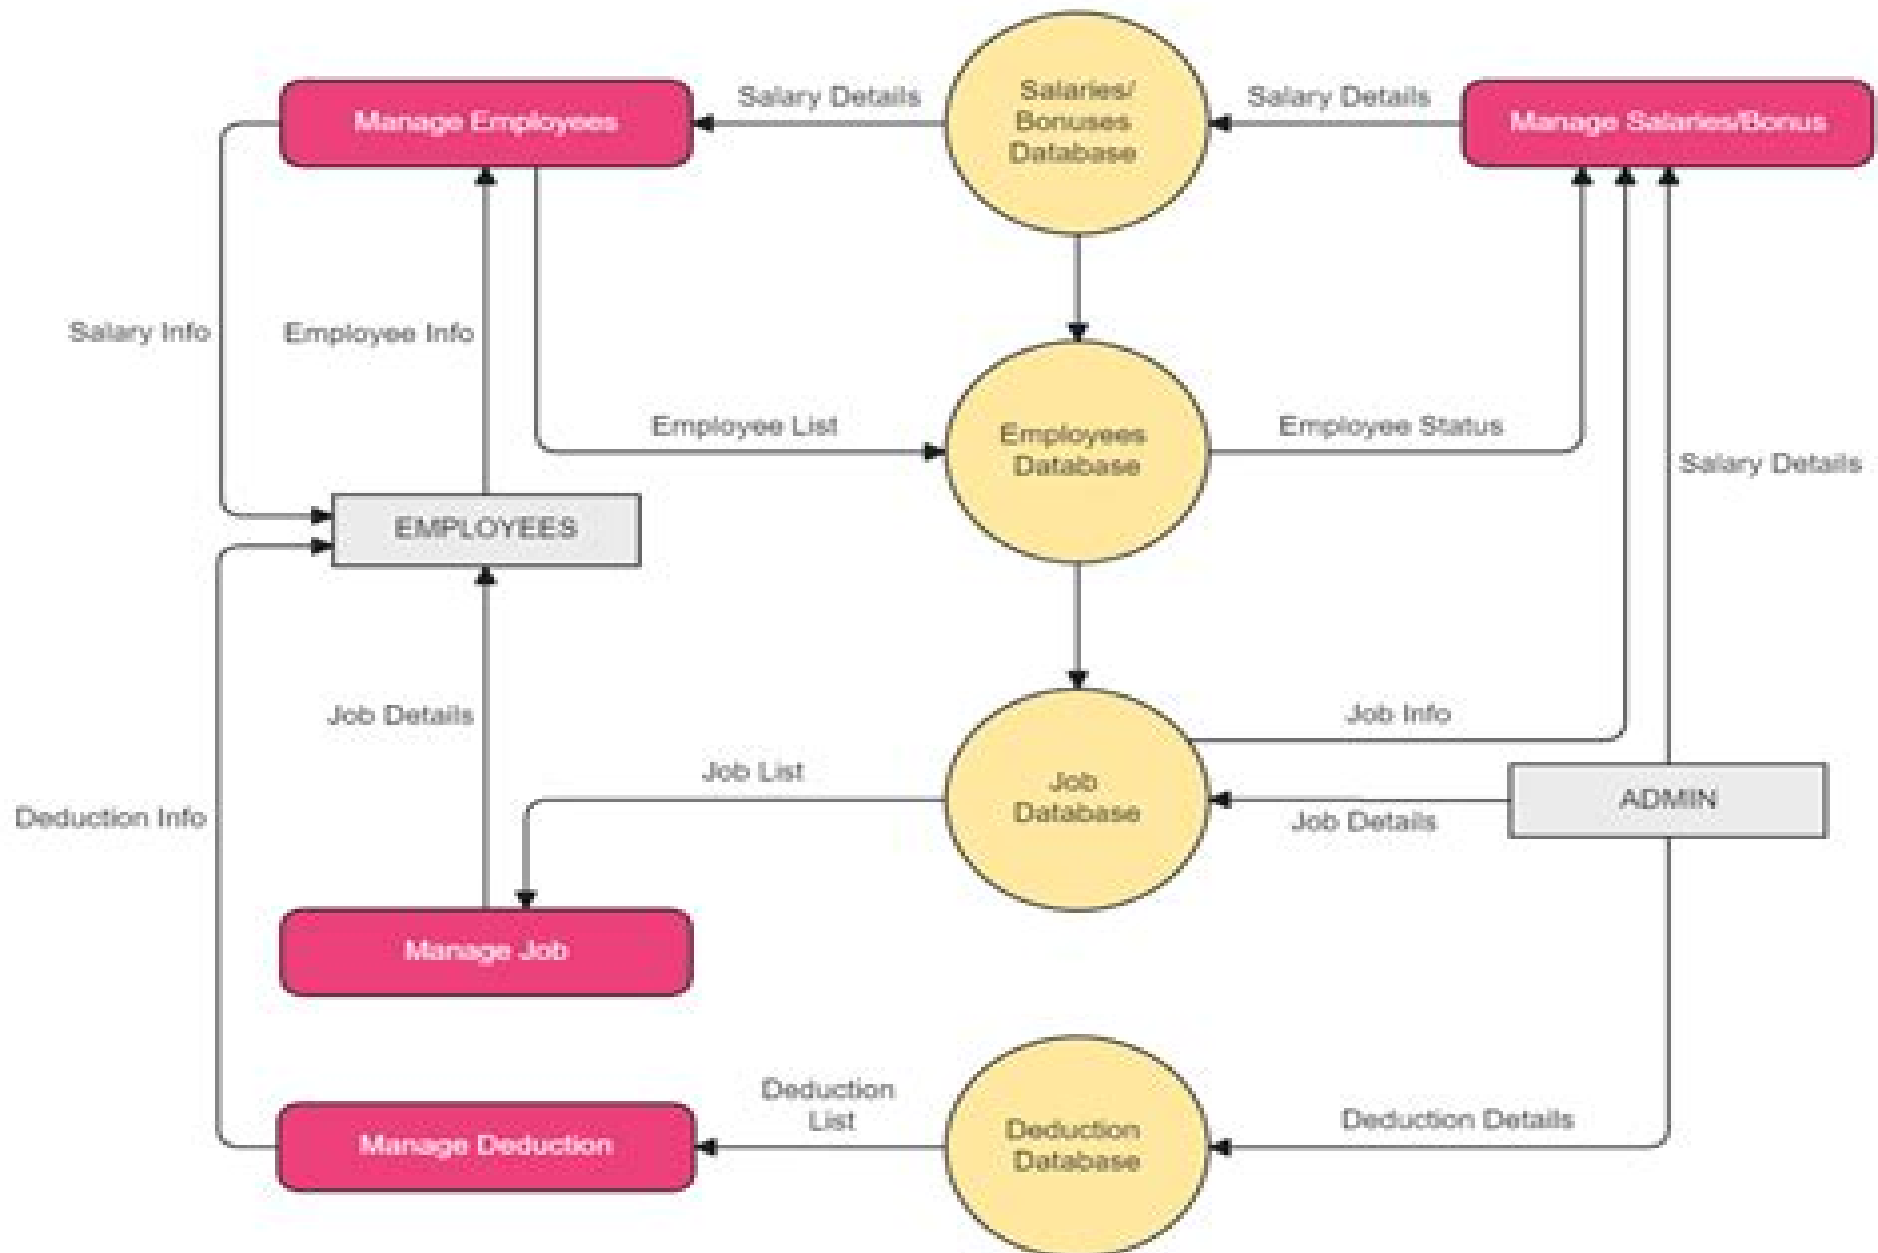 Salaries/
Bonuses
Database
Manage Employees
Salary Details
Salary Details
Manage Salaries/Bonus
Salary Info
Employee Info
Employee List
Employees
Database
Employee Status
Salary Details
EMPLOYEES
Job Details
Job Info
Job List
Job
Database
ADMIN
Job Details
Deduction Info
Manage Job
Deduction
List
Deduction
Database
Deduction Details
Manage Deduction